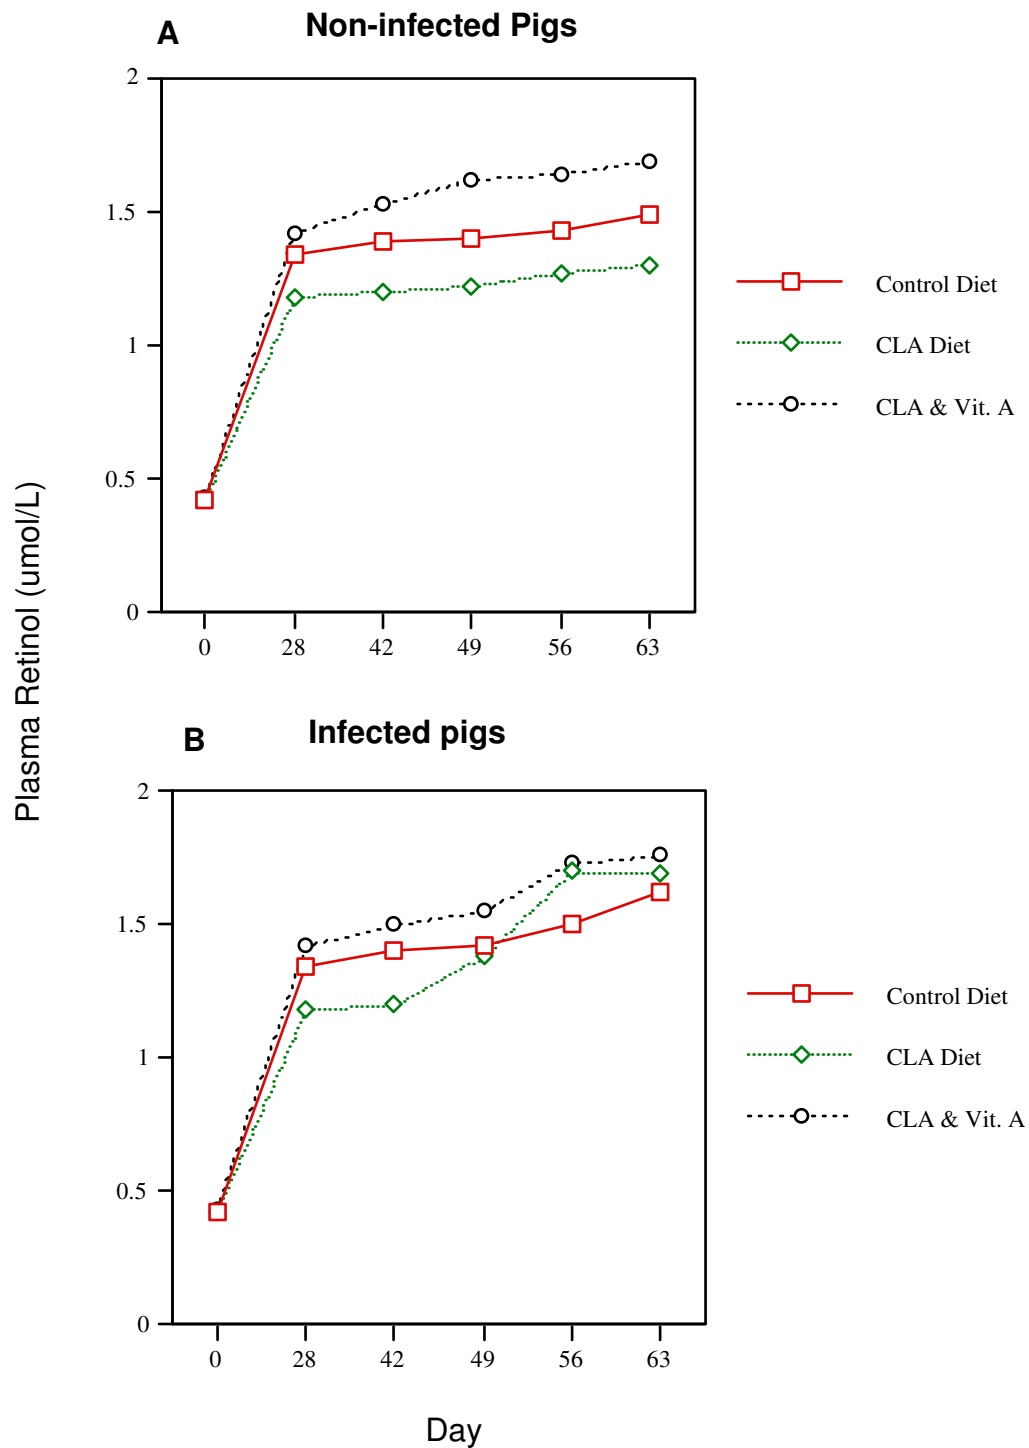 A
Non-infected Pigs
2
1.5
1
0.5
0
0 28 42 49 56 63
Control Diet
CLA Diet
CLA & Vit. A
Plasma Retinol (umol/L)
B
Infected pigs
2
1.5
1
0.5
0
0 28 42 49 56 63
Control Diet
CLA Diet
CLA & Vit. A
Day